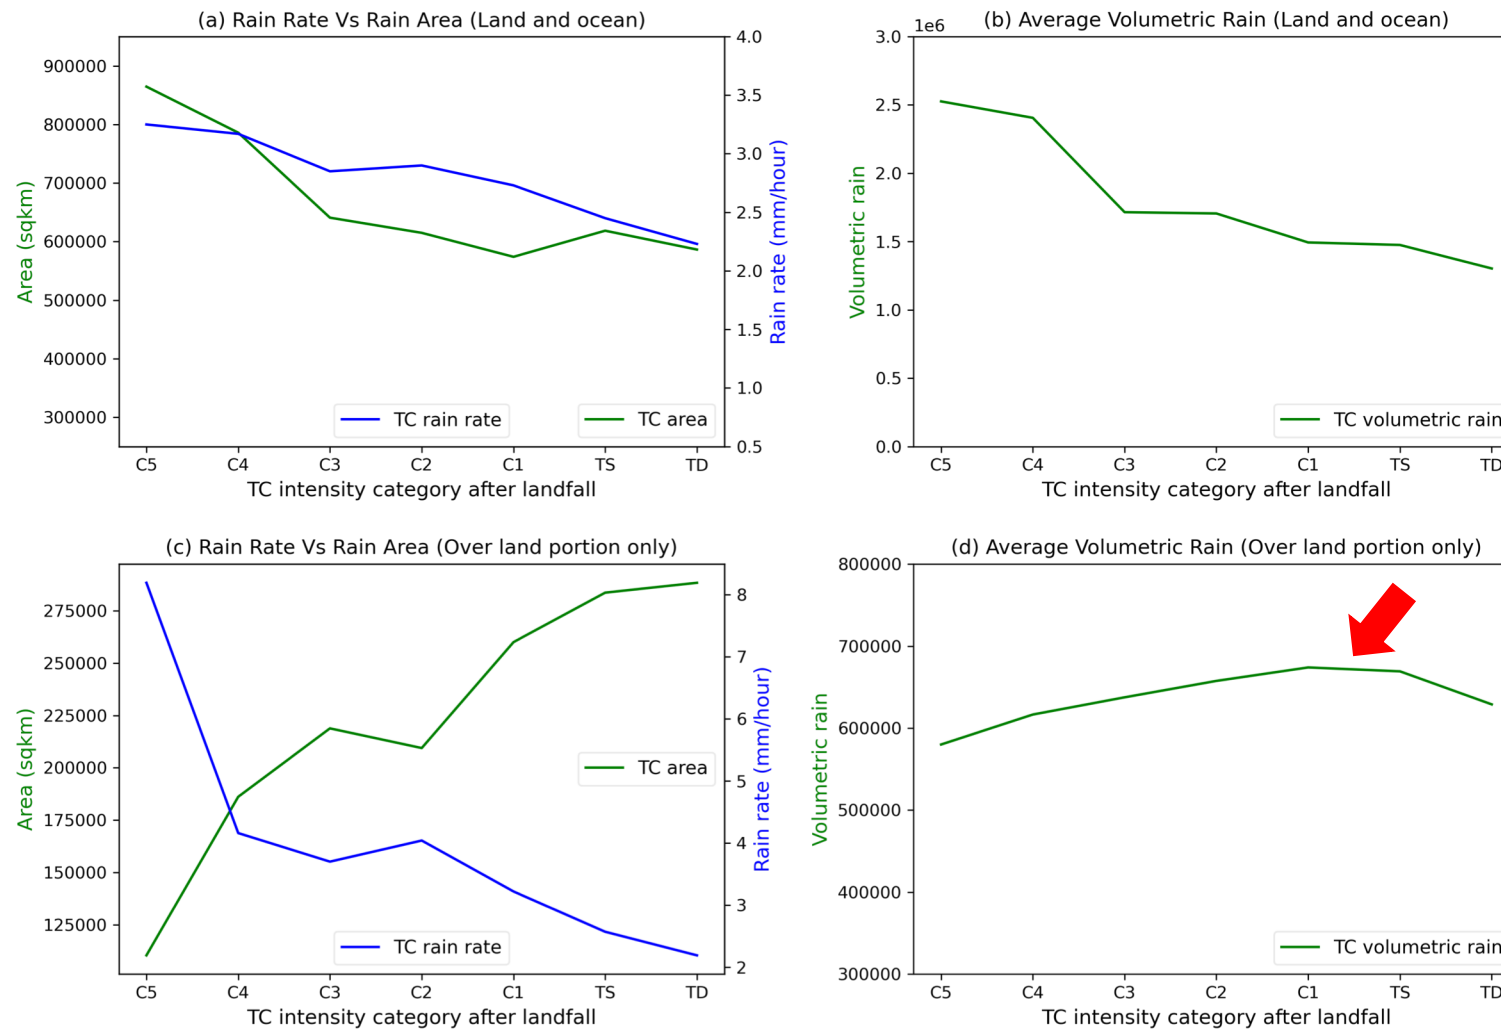 (a) Rain Rate Vs Rain Area (Land and ocean)
900000
800000
700000
600000
500000
400000
300000
Area (sqkm)
4.0
3.5
3.0
2.5
2.0
1.5
1.0
0.5
Rain rate (mm/hour)
TC rain rate
TC area
C5 C4 C3 C2 C1 TS TD
TC intensity category after landfall
(b) Average Volumetric Rain (Land and ocean)
1e6
3.0
2.5
2.0
1.5
1.0
0.5
0.0
Volumetric rain
TC volumetric rain
C5 C4 C3 C2 C1 TS TD
TC intensity category after landfall
(c) Rain Rate Vs Rain Area (Over land portion only)
275000
250000
225000
200000
175000
150000
125000
Area (sqkm)
8
7
6
5
4
3
2
Rain rate (mm/hour)
TC area
TC rain rate
C5 C4 C3 C2 C1 TS TD
TC intensity category after landfall
(d) Average Volumetric Rain (Over land portion only)
800000
700000
600000
500000
400000
300000
Volumetric rain
TC volumetric rain
C5 C4 C3 C2 C1 TS TD
TC intensity category after landfall